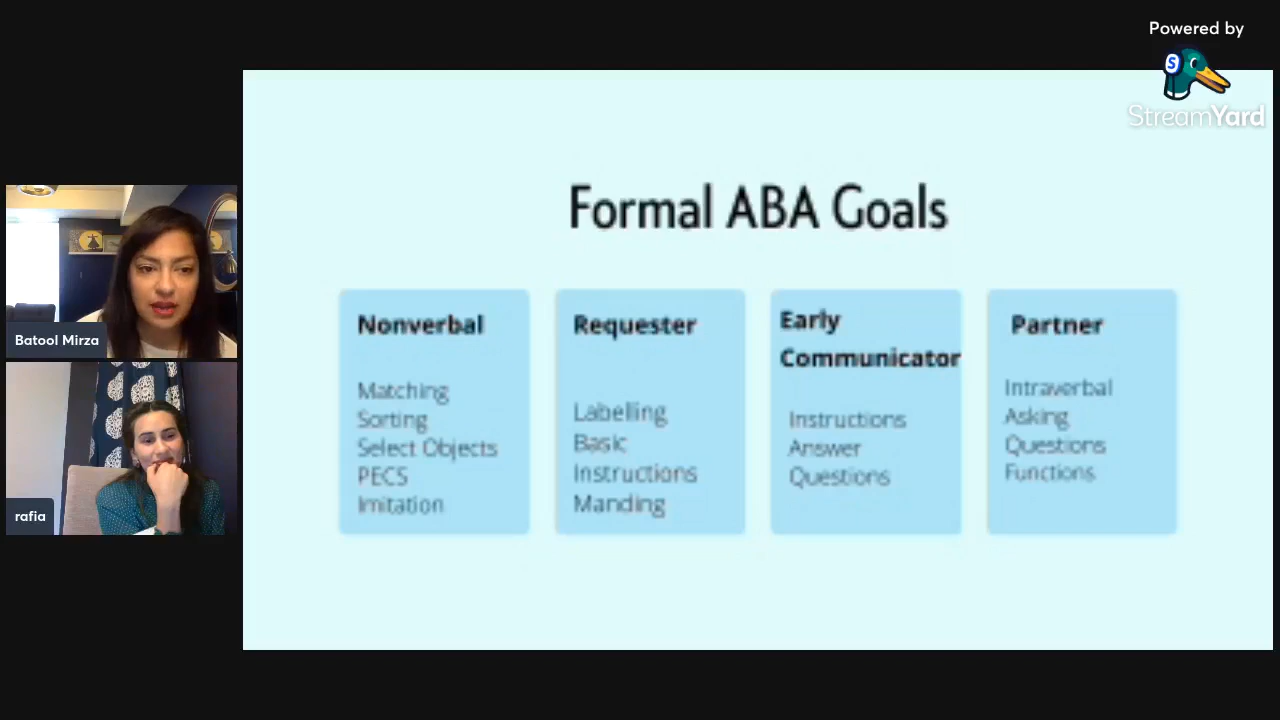 Powered by
S
StreamYard
Formal ABA Goals
Nonverbal
Matching
Sorting
Select Objects
PECS
Imitation
Requester
Labelling
Basic
Instructions
Manding
Early
Communicator
Instructions
Answer
Questions
Partner
Intraverbal
Asking
Questions
Functions
Batool Mirza
rafia